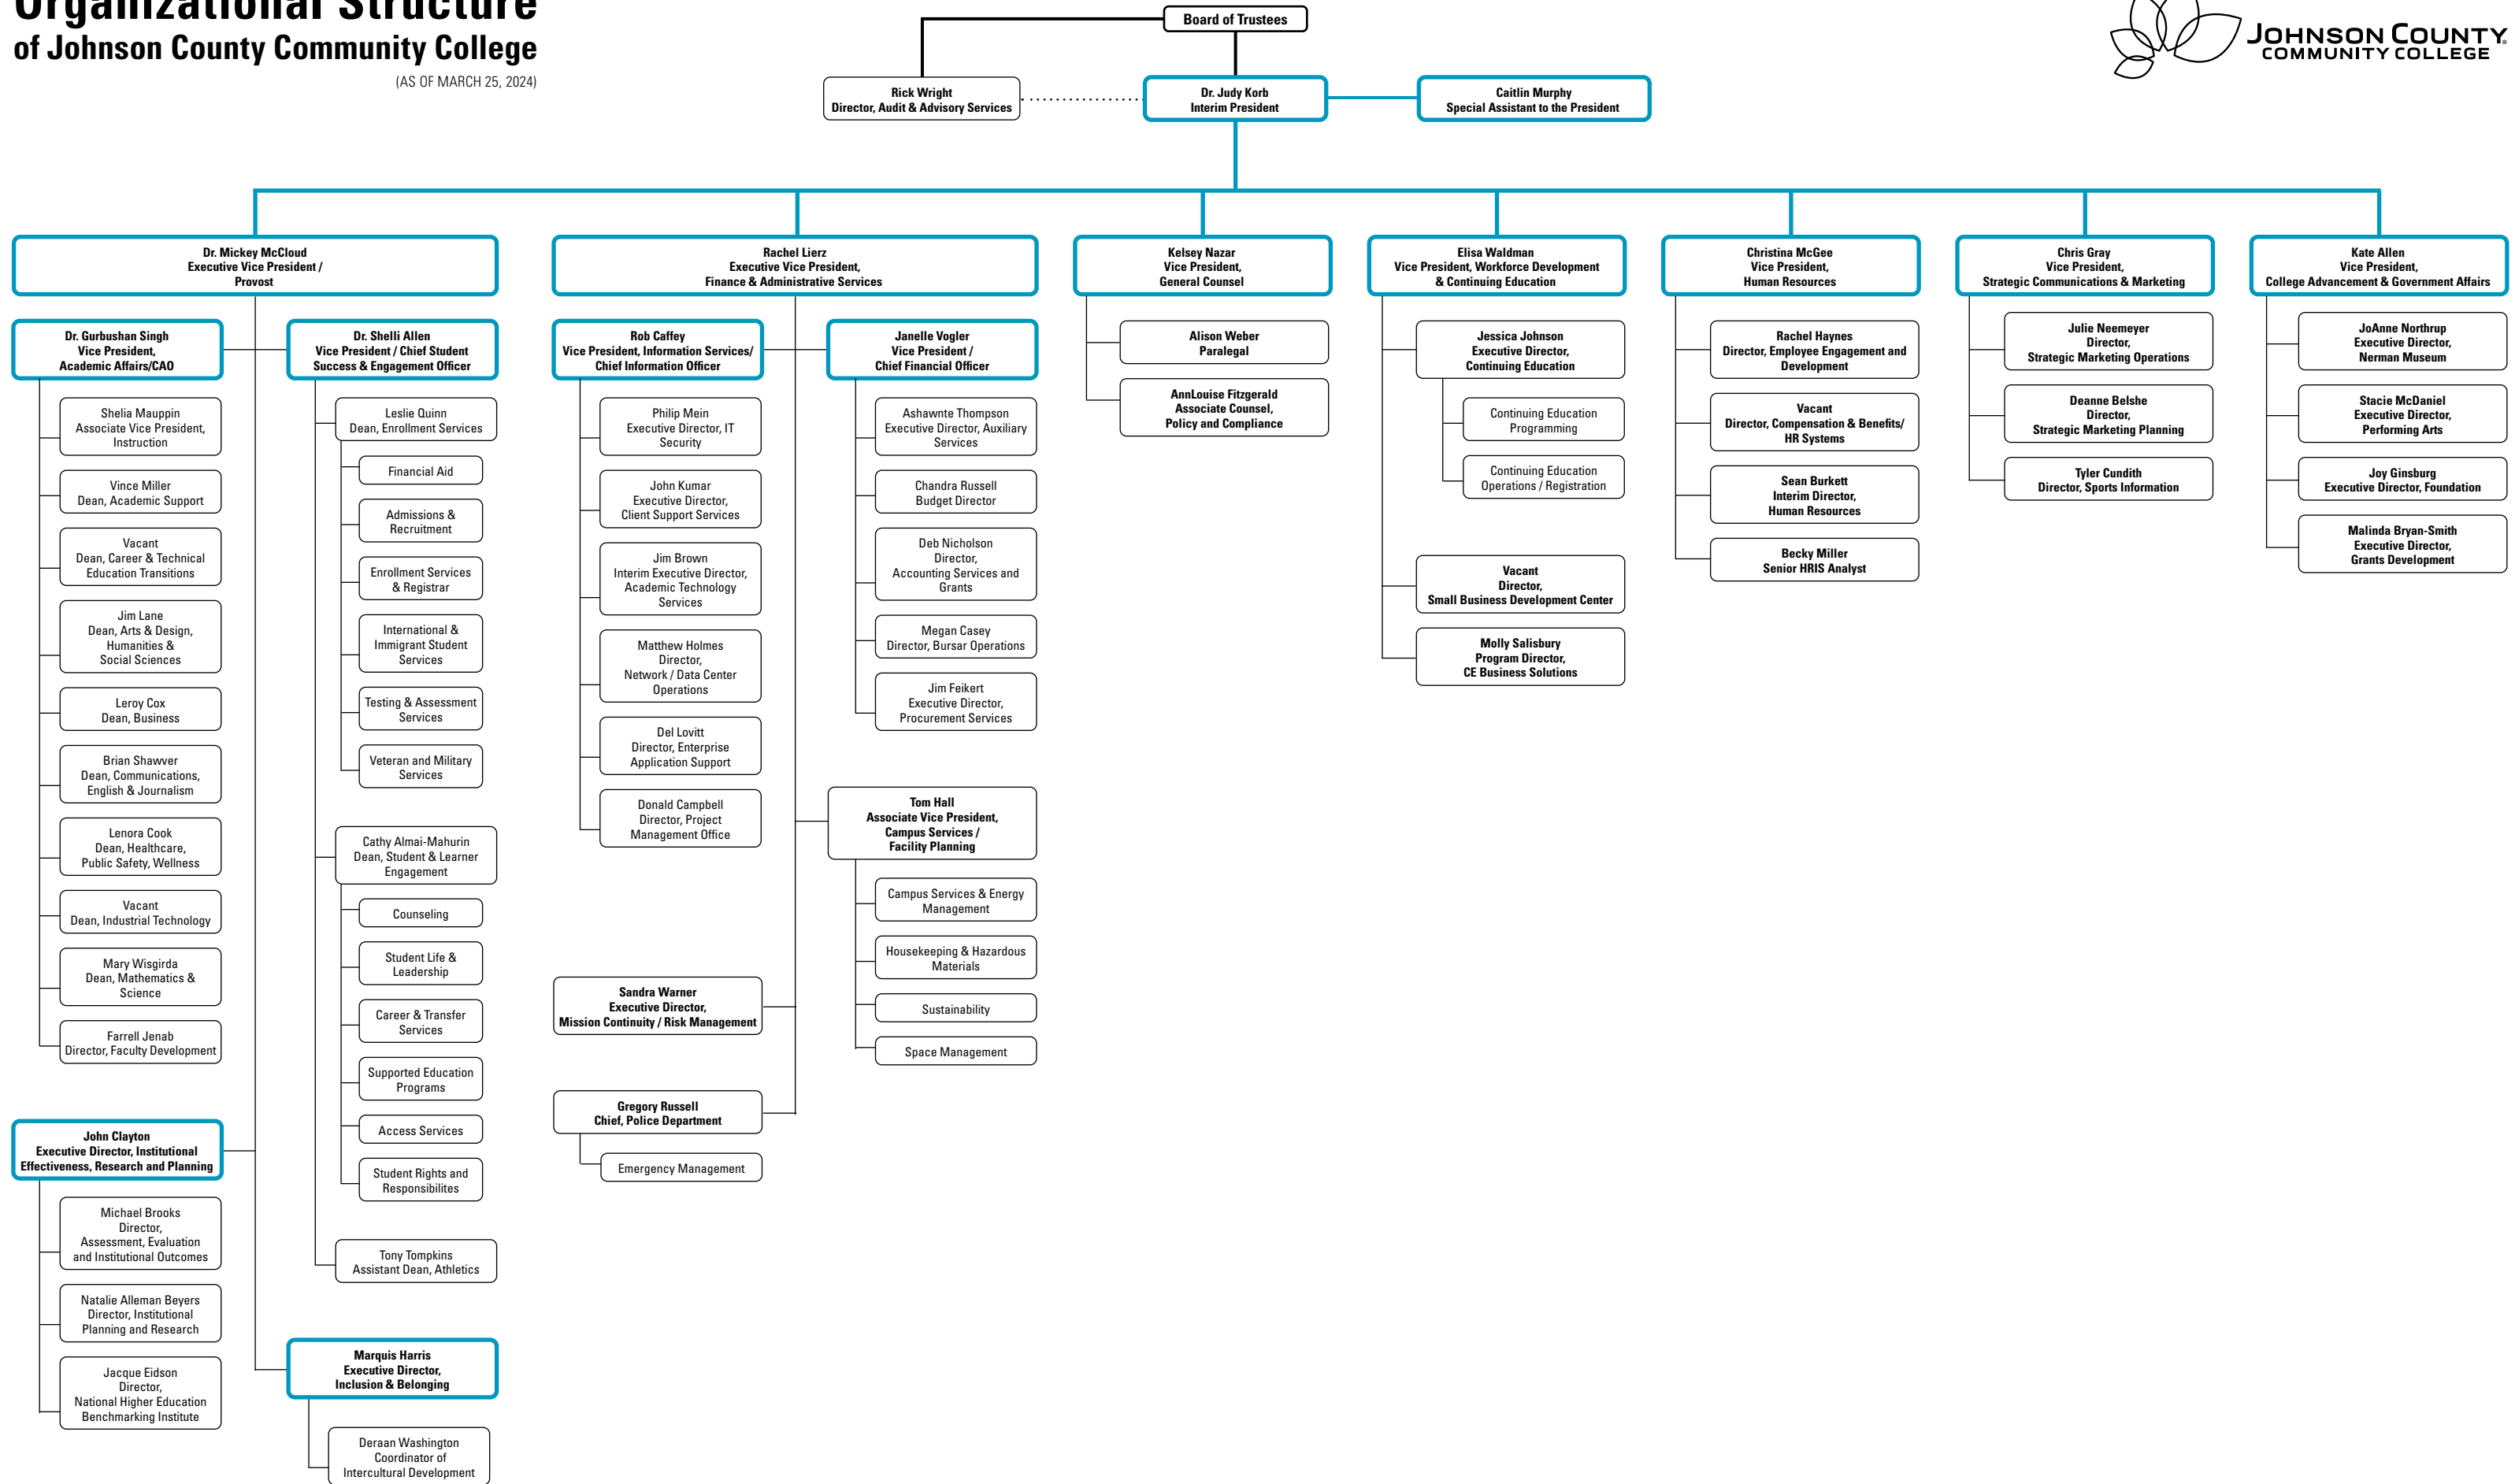 Organizational Structure
of Johnson County Community College
(AS OF MARCH 25, 2024)
Board of Trustees
JOHNSON COUNTY
COMMUNITY COLLEGE
Rick Wright
Director, Audit & Advisory Services
Dr. Judy Korb
Interim President
Caitlin Murphy
Special Assistant to the President
Dr. Mickey McCloud
Executive Vice President /
Provost
Dr. Gurbushan Singh
Vice President,
Academic Affairs/CAO
Shelia Mauppin
Associate Vice President,
Instruction
Vince Miller
Dean, Academic Support
Vacant
Dean, Career & Technical
Education Transitions
Jim Lane
Dean, Arts & Design,
Humanities &
Social Sciences
Leroy Cox
Dean, Business
Brian Shawver
Dean, Communications,
English & Journalism
Lenora Cook
Dean, Healthcare,
Public Safety, Wellness
Vacant
Dean, Industrial Technology
Mary Wisgirda
Dean, Mathematics &
Science
Farrell Jenab
Director, Faculty Development
John Clayton
Executive Director, Institutional
Effectiveness, Research and Planning
Michael Brooks
Director,
Assessment, Evaluation
and Institutional Outcomes
Natalie Alleman Beyers
Director, Institutional
Planning and Research
Jacque Eidson
Director,
National Higher Education
Benchmarking Institute
Dr. Shelli Allen
Vice President / Chief Student
Success & Engagement Officer
Leslie Quinn
Dean, Enrollment Services
Financial Aid
Admissions &
Recruitment
Enrollment Services
& Registrar
International &
Immigrant Student
Services
Testing & Assessment
Services
Veteran and Military
Services
Cathy Almai-Mahurin
Dean, Student & Learner
Engagement
Counseling
Student Life &
Leadership
Career & Transfer
Services
Supported Education
Programs
Access Services
Student Rights and
Responsibilites
Tony Tompkins
Assistant Dean, Athletics
Marquis Harris
Executive Director,
Inclusion & Belonging
Deraan Washington
Coordinator of
Intercultural Development
Rachel Lierz
Executive Vice President,
Finance & Administrative Services
Rob Caffey
Vice President, Information Services/
Chief Information Officer
Philip Mein
Executive Director, IT
Security
John Kumar
Executive Director,
Client Support Services
Jim Brown
Interim Executive Director,
Academic Technology
Services
Matthew Holmes
Director,
Network / Data Center
Operations
Del Lovitt
Director, Enterprise
Application Support
Donald Campbell
Director, Project
Management Office
Sandra Warner
Executive Director,
Mission Continuity / Risk Management
Gregory Russell
Chief, Police Department
Emergency Management
Janelle Vogler
Vice President /
Chief Financial Officer
Ashawnte Thompson
Executive Director, Auxiliary
Services
Chandra Russell
Budget Director
Deb Nicholson
Director,
Accounting Services and
Grants
Megan Casey
Director, Bursar Operations
Jim Feikert
Executive Director,
Procurement Services
Tom Hall
Associate Vice President,
Campus Services /
Facility Planning
Campus Services & Energy
Management
Housekeeping & Hazardous
Materials
Sustainability
Space Management
Kelsey Nazar
Vice President,
General Counsel
Alison Weber
Paralegal
AnnLouise Fitzgerald
Associate Counsel,
Policy and Compliance
Elisa Waldman
Vice President, Workforce Development
& Continuing Education
Jessica Johnson
Executive Director,
Continuing Education
Continuing Education
Programming
Continuing Education
Operations / Registration
Vacant
Director,
Small Business Development Center
Molly Salisbury
Program Director,
CE Business Solutions
Christina McGee
Vice President,
Human Resources
Rachel Haynes
Director, Employee Engagement and
Development
Vacant
Director, Compensation & Benefits/
HR Systems
Sean Burkett
Interim Director,
Human Resources
Becky Miller
Senior HRIS Analyst
Chris Gray
Vice President,
Strategic Communications & Marketing
Julie Neemeyer
Director,
Strategic Marketing Operations
Deanne Belshe
Director,
Strategic Marketing Planning
Tyler Cundith
Director, Sports Information
Kate Allen
Vice President,
College Advancement & Government Affairs
JoAnne Northrup
Executive Director,
Nerman Museum
Stacie McDaniel
Executive Director,
Performing Arts
Joy Ginsburg
Executive Director, Foundation
Malinda Bryan-Smith
Executive Director,
Grants Development